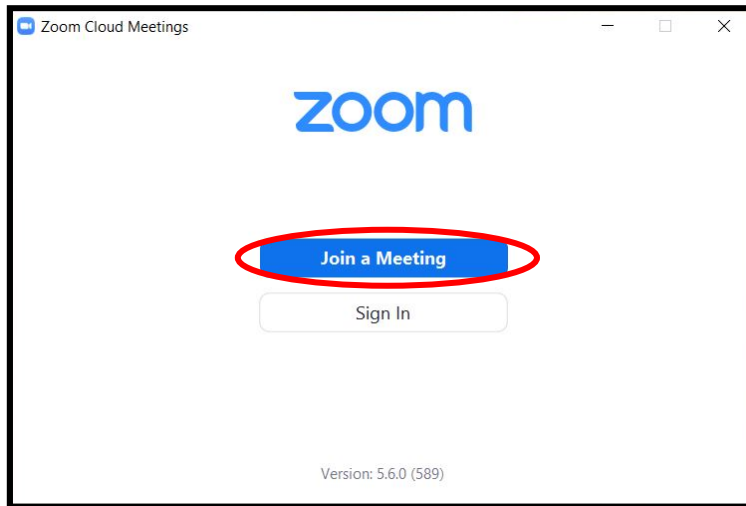 Zoom Cloud Meetings
zoom
Join a Meeting
Sign In
Version: 5.6.0 (589)